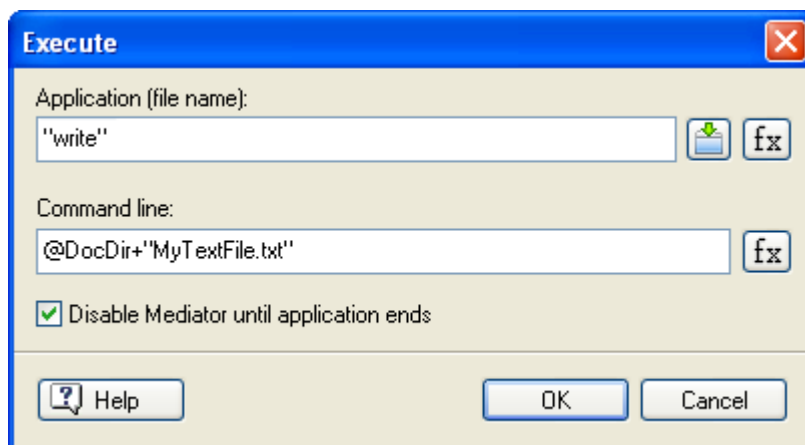 Execute
Application (file name):
"write"
fx
Command line:
@DocDir+"MyTextFile.txt"
fx
Disable Mediator until application ends
Help OK Cancel